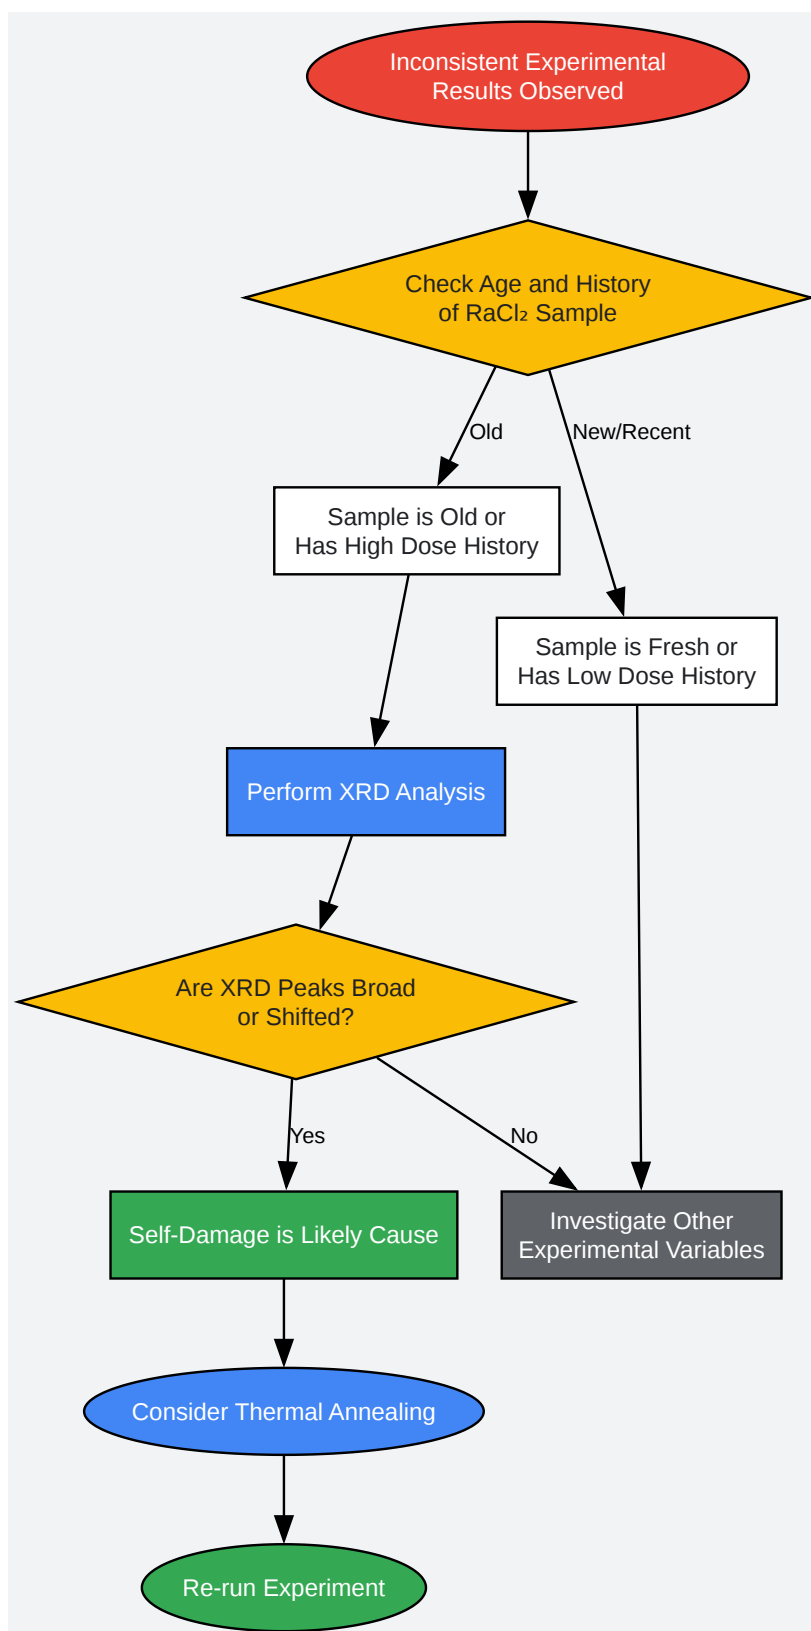 Inconsistent Experimental
Results Observed
Check Age and History
of RaCl₂ Sample
Old
New/Recent
Sample is Old or
Has High Dose History
Sample is Fresh or
Has Low Dose History
Perform XRD Analysis
Are XRD Peaks Broad
or Shifted?
Yes
No
Self-Damage is Likely Cause
Investigate Other
Experimental Variables
Consider Thermal Annealing
Re-run Experiment